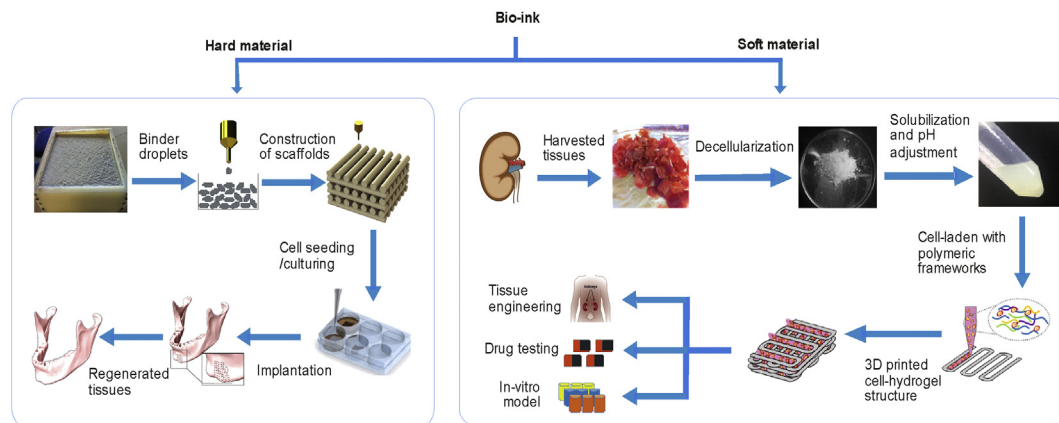 Bio-ink
Hard material
Soft material
Binder
droplets
Construction
of scaffolds
Cell seeding
/culturing
Implantation
Regenerated
tissues
Harvested
tissues
Decellularization
Solubilization
and pH
adjustment
Cell-laden with
polymeric
frameworks
3D printed
cell-hydrogel
structure
Tissue
engineering
Drug testing
In-vitro
model